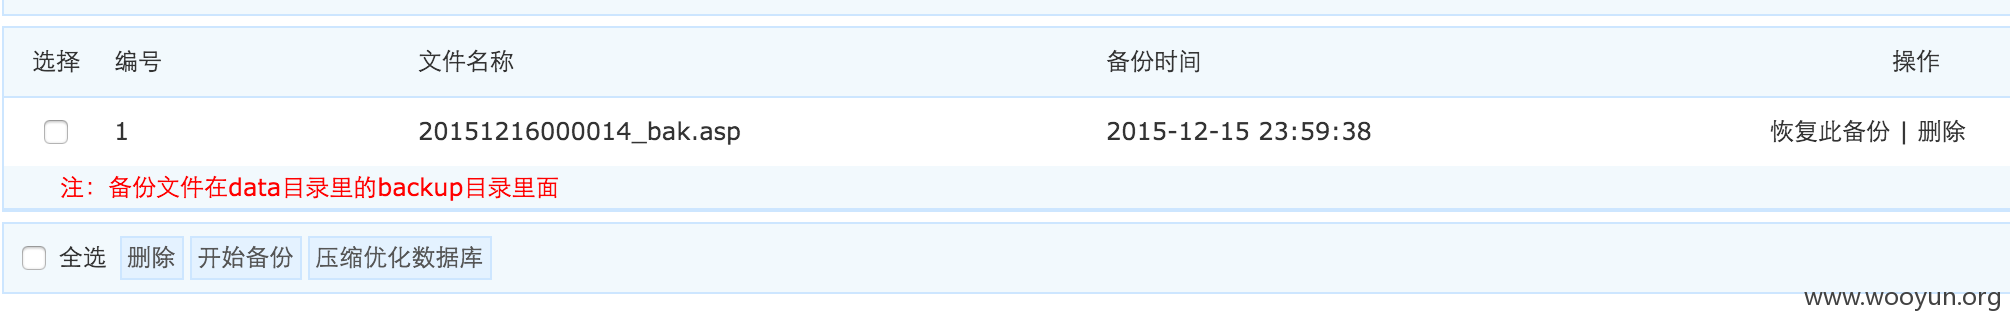 选择 编号 文件名称 备份时间 操作
1 20151216000014_bak.asp 2015-12-15 23:59:38 恢复此备份 | 删除
注：备份文件在data目录里的backup目录里面
全选 删除 开始备份 压缩优化数据库
www.wooyun.org